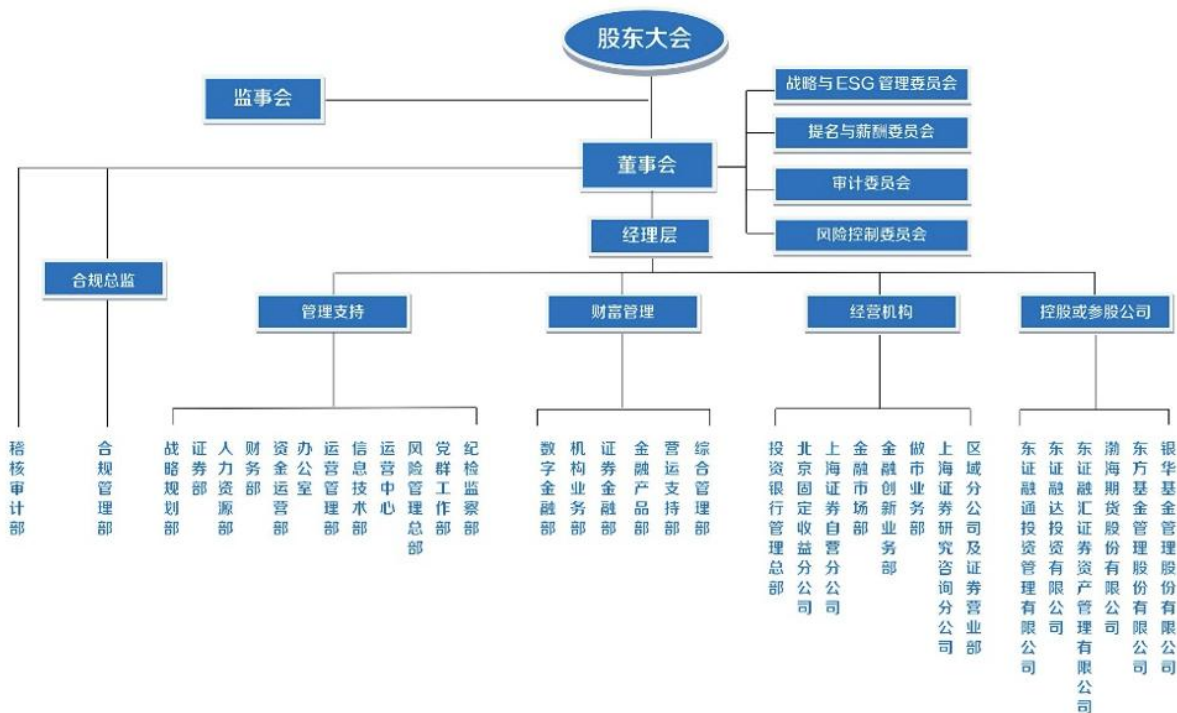 股东大会
监事会
战略与ESG管理委员会
提名与薪酬委员会
董事会
审计委员会
经理层
风险控制委员会
合规总监
管理支持
财富管理
经营机构
控股或参股公司
稽核审计部
合规管理部
战略规划部
证券部
人力资源部
财务部
资金运营部
办公室
运营管理部
信息技术部
运营中心
风险管理总部
党群工作部
纪检监察部
数字金融部
机构业务部
证券金融部
金融产品部
营运支持部
综合管理部
投资银行管理总部
北京固定收益分公司
上海证券自营分公司
金融市场部
金融创新业务部
做市业务部
上海证券研究咨询分公司
区域分公司及证券营业部
东证融通投资管理有限公司
东证融达投资有限公司
东证融汇证券资产管理有限公司
渤海期货股份有限公司
东方基金管理股份有限公司
银华基金管理股份有限公司